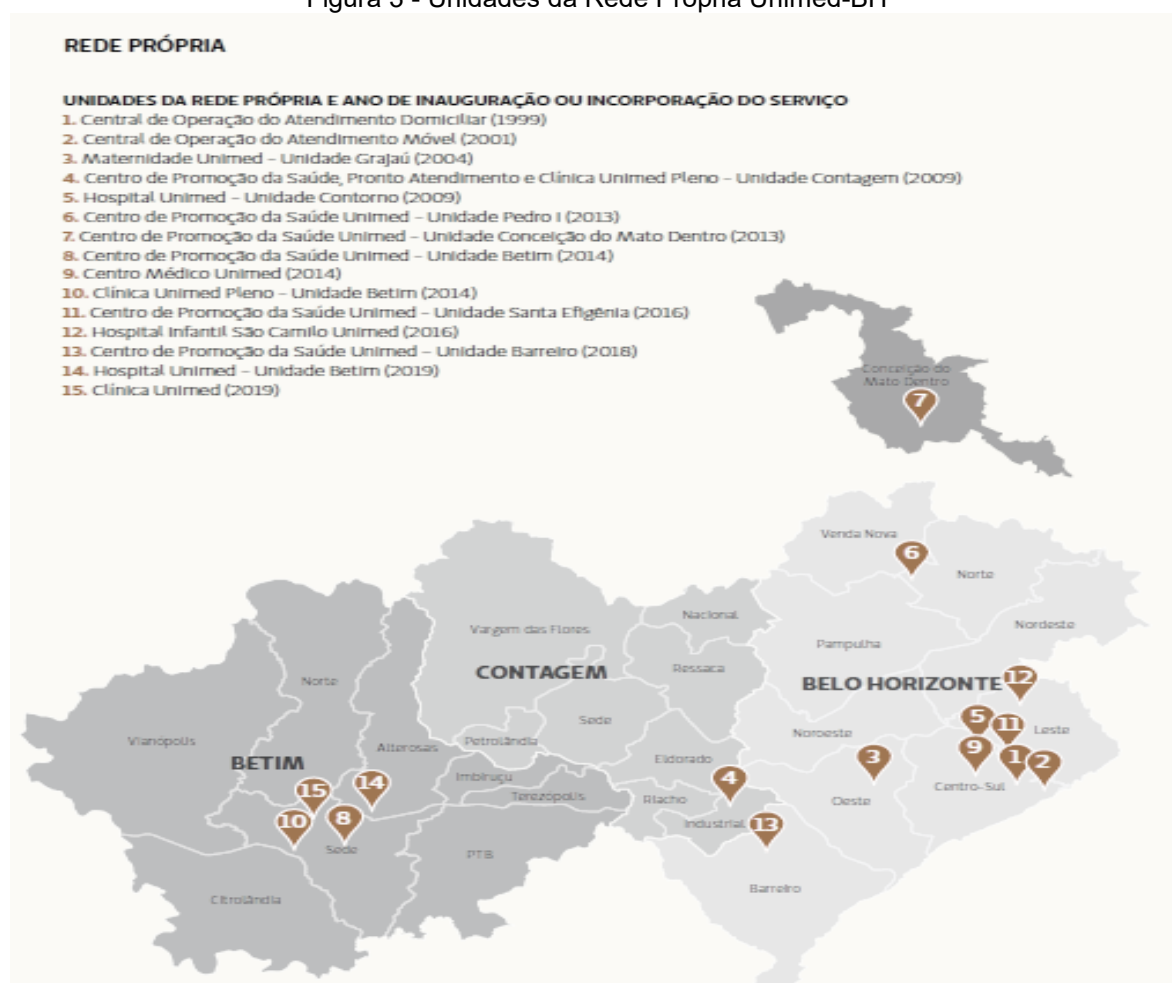 Figura 3 - Unidades da Rede Própria Unimed-BH
REDE PRÓPRIA
UNIDADES DA REDE PRÓPRIA E ANO DE INAUGURAÇÃO OU INCORPORAÇÃO DO SERVIÇO
1. Central de Operação do Atendimento Domiciliar (1999)
2. Central de Operação do Atendimento Móvel (2001)
3. Maternidade Unimed – Unidade Grajaú (2004)
4. Centro de Promoção da Saúde, Pronto Atendimento e Clínica Unimed Pleno – Unidade Contagem (2009)
5. Hospital Unimed – Unidade Contorno (2009)
6. Centro de Promoção da Saúde Unimed – Unidade Pedro I (2013)
7. Centro de Promoção da Saúde Unimed – Unidade Conceição do Mato Dentro (2013)
8. Centro de Promoção da Saúde Unimed – Unidade Betim (2014)
9. Centro Médico Unimed (2014)
10. Clínica Unimed Pleno – Unidade Betim (2014)
11. Centro de Promoção da Saúde Unimed – Unidade Santa Efigênia (2016)
12. Hospital Infantil São Camilo Unimed (2016)
13. Centro de Promoção da Saúde Unimed – Unidade Barreiro (2018)
14. Hospital Unimed – Unidade Betim (2019)
15. Clínica Unimed (2019)
Conceição do
Mato Dentro
7
Venda Nova
6
Norte
Nordeste
Nacional
Vargem das Flores
Pampulha
Ressaca
CONTAGEM
BELO HORIZONTE
12
Norte
Sede
5
11
Leste
Noroeste
Vianópolis
Alterosas
Petrolândia
9
BETIM
Eldorado
3
1
2
Imbiruçu
4
14
Centro-Sul
15
Terezópolis
Riacho
Oeste
10
8
Industrial
13
Sede
PTB
Barreiro
Citrolândia